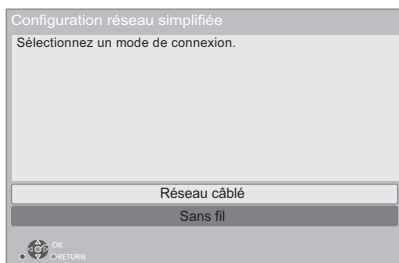 Configuration réseau simplifiée
Sélectionnez un mode de connexion.
Réseau câblé
Sans fil
OK
RETURN